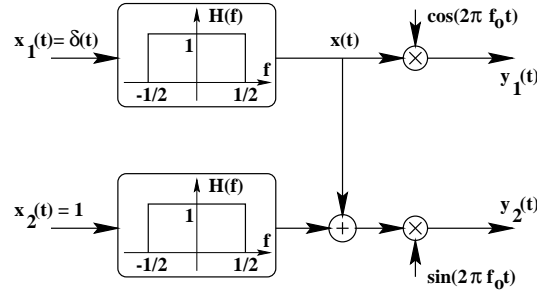 cos(2π fot)
x1(t)= δ(t)
H(f)
1
f
-1/2
1/2
x(t)
y1(t)
x2(t) = 1
H(f)
1
f
-1/2
1/2
y2(t)
sin(2π fot)